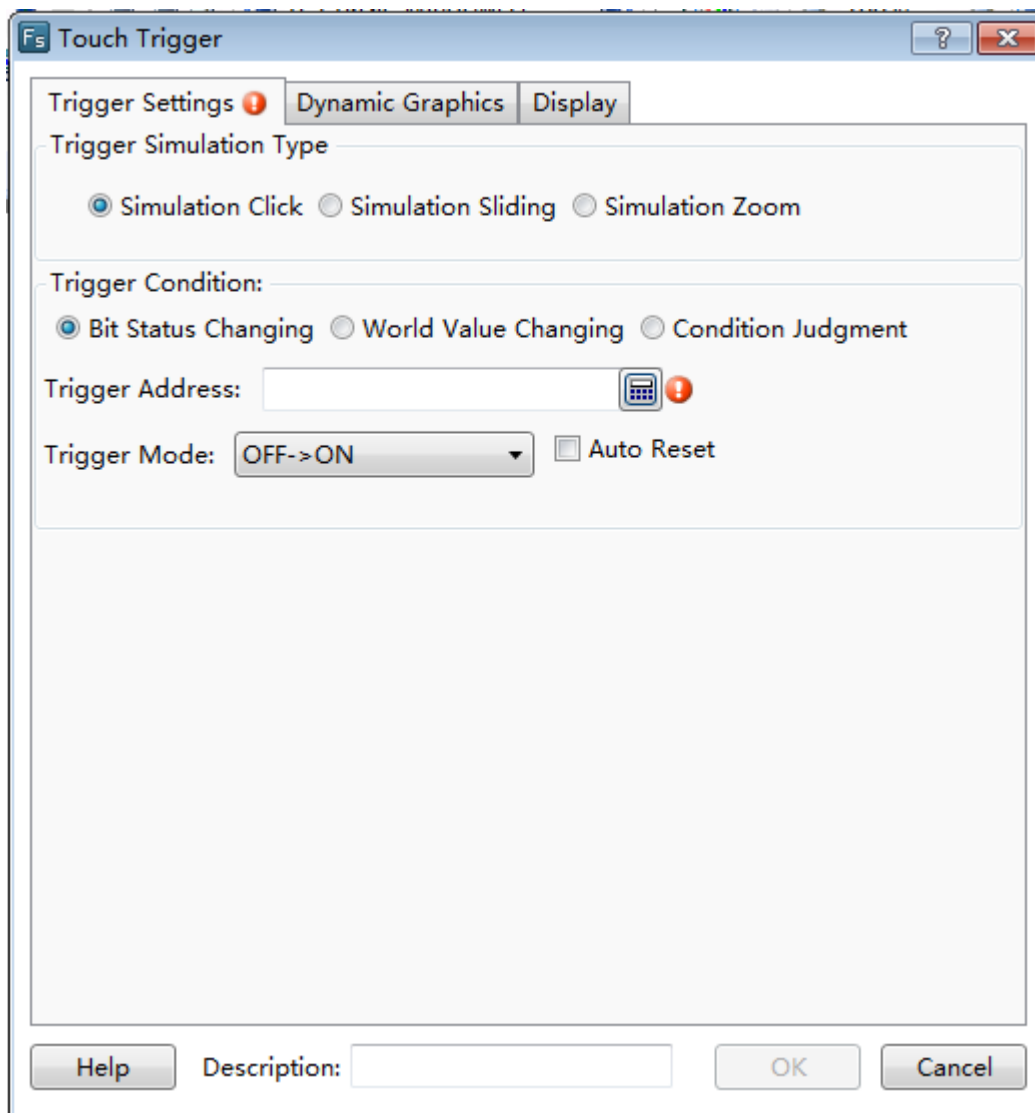 Fs Touch Trigger ?
Trigger Settings Dynamic Graphics Display
Trigger Simulation Type
Simulation Click Simulation Sliding Simulation Zoom
Trigger Condition:
Bit Status Changing World Value Changing Condition Judgment
Trigger Address:
Trigger Mode: OFF->ON Auto Reset
Help Description: OK Cancel